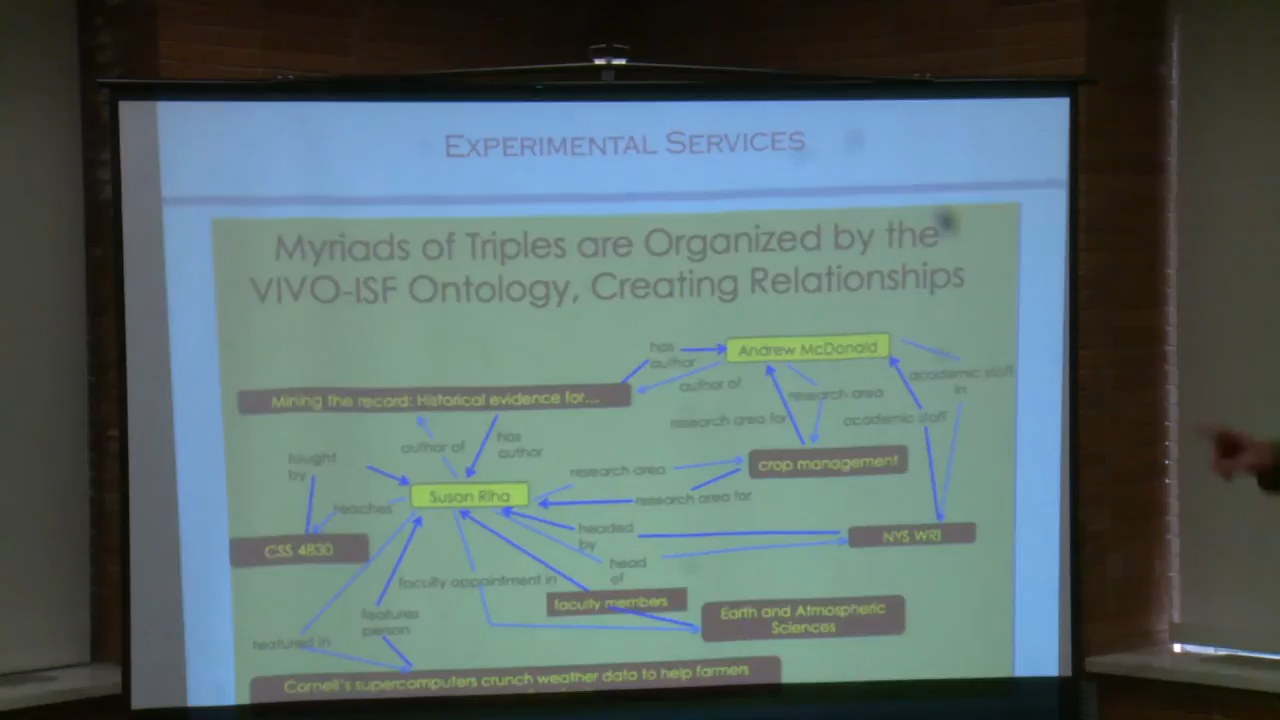 EXPERIMENTAL SERVICES
Myriads of Triples are Organized by the
VIVO-ISF Ontology, Creating Relationships
has
author
Andrew McDonald
author of
academic staff
in
research area
Mining the record: Historical evidence for...
research area for
academic staff
author of
has
author
taught
by
research area
crop management
Susan Riha
research area for
teaches
headed
by
NYS WRI
CSS 4830
head
of
faculty appointment in
faculty members
Earth and Atmospheric
Sciences
features
person
featured in
Cornell's supercomputers crunch weather data to help farmers